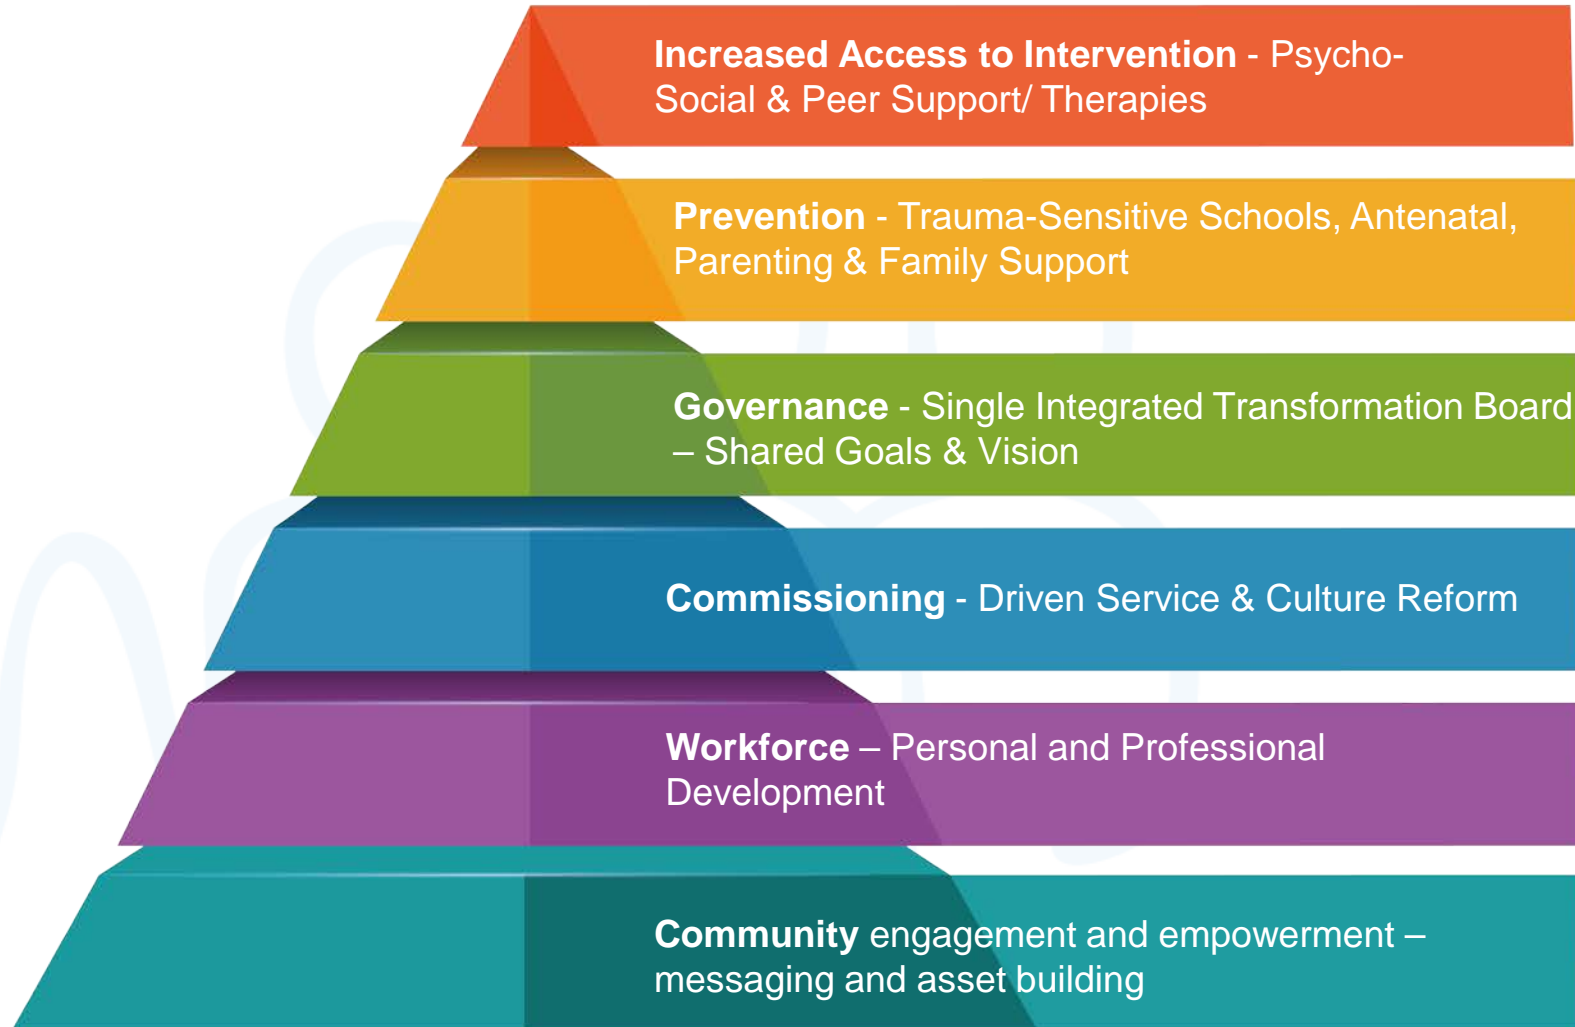 Increased Access to Intervention - Psycho-
Social & Peer Support/ Therapies
Prevention - Trauma-Sensitive Schools, Antenatal,
Parenting & Family Support
Governance - Single Integrated Transformation Board
– Shared Goals & Vision
Commissioning - Driven Service & Culture Reform
Workforce – Personal and Professional
Development
Community engagement and empowerment –
messaging and asset building